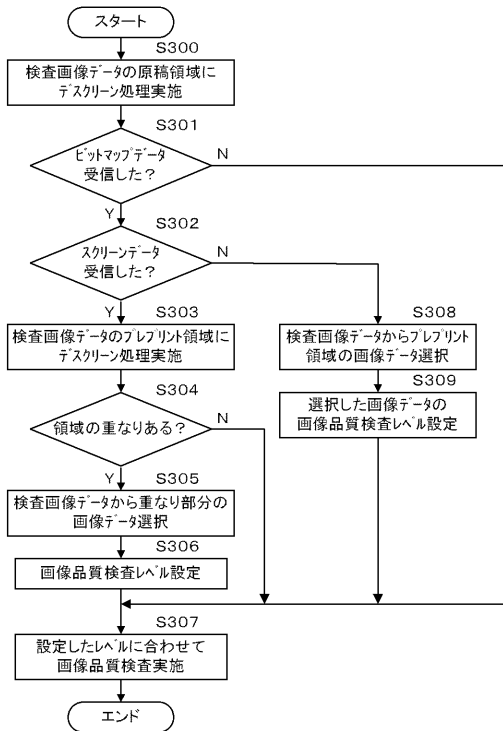 スタート
S300
検査画像データの原稿領域に
デスクリーン処理実施
S301
ビットマップデータ
受信した？
N
Y
S302
スクリーンデータ
受信した？
N
Y
S303
検査画像データのプレプリント領域に
デスクリーン処理実施
S308
検査画像データからプレプリント
領域の画像データ選択
S304
領域の重なりある？
N
Y
S309
選択した画像データの
画像品質検査レベル設定
S305
検査画像データから重なり部分の
画像データ選択
S306
画像品質検査レベル設定
S307
設定したレベルに合わせて
画像品質検査実施
エンド